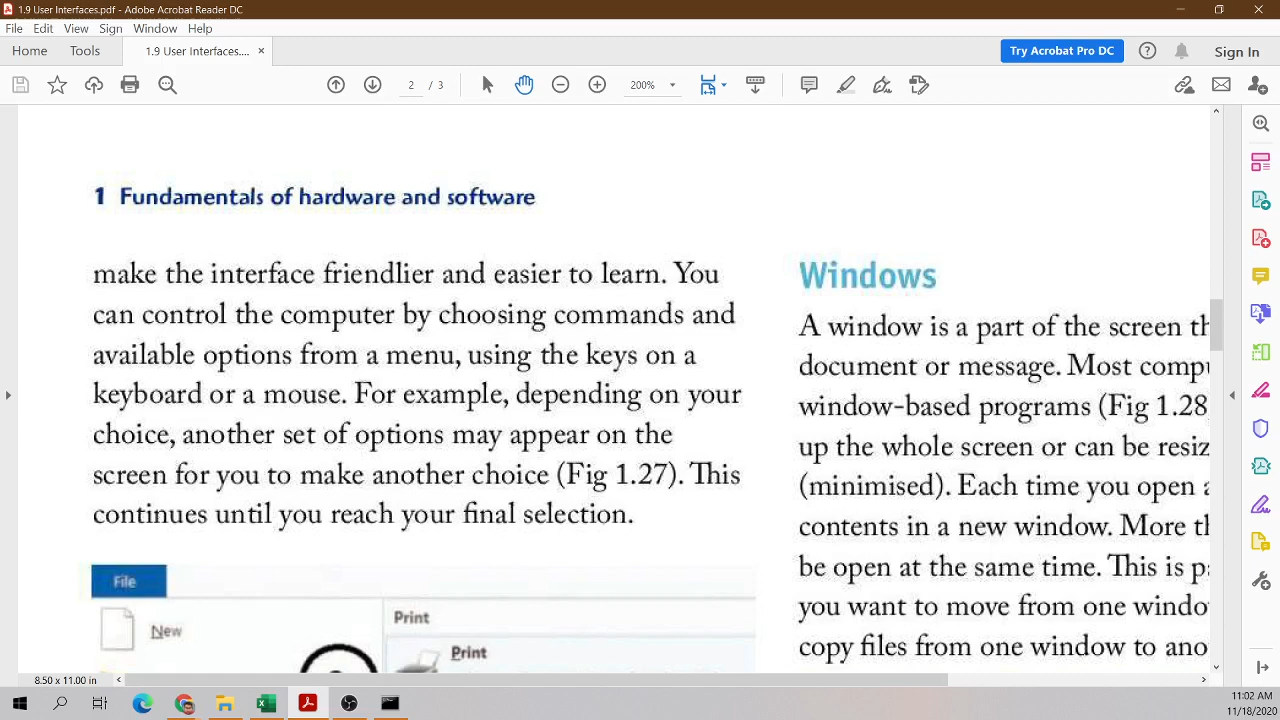 1.9 User Interfaces.pdf - Adobe Acrobat Reader DC
File Edit View Sign Window Help
Home Tools 1.9 User Interfaces.... × Try Acrobat Pro DC Sign In
2 / 3 200%
1 Fundamentals of hardware and software
make the interface friendlier and easier to learn. You
can control the computer by choosing commands and
available options from a menu, using the keys on a
keyboard or a mouse. For example, depending on your
choice, another set of options may appear on the
screen for you to make another choice (Fig 1.27). This
continues until you reach your final selection.
File
New
Print
Print
Windows
A window is a part of the screen th
document or message. Most compu
window-based programs (Fig 1.28
up the whole screen or can be resiz
(minimised). Each time you open a
contents in a new window. More th
be open at the same time. This is pa
you want to move from one windo
copy files from one window to ano
8.50 x 11.00 in
11:02 AM
11/18/2020